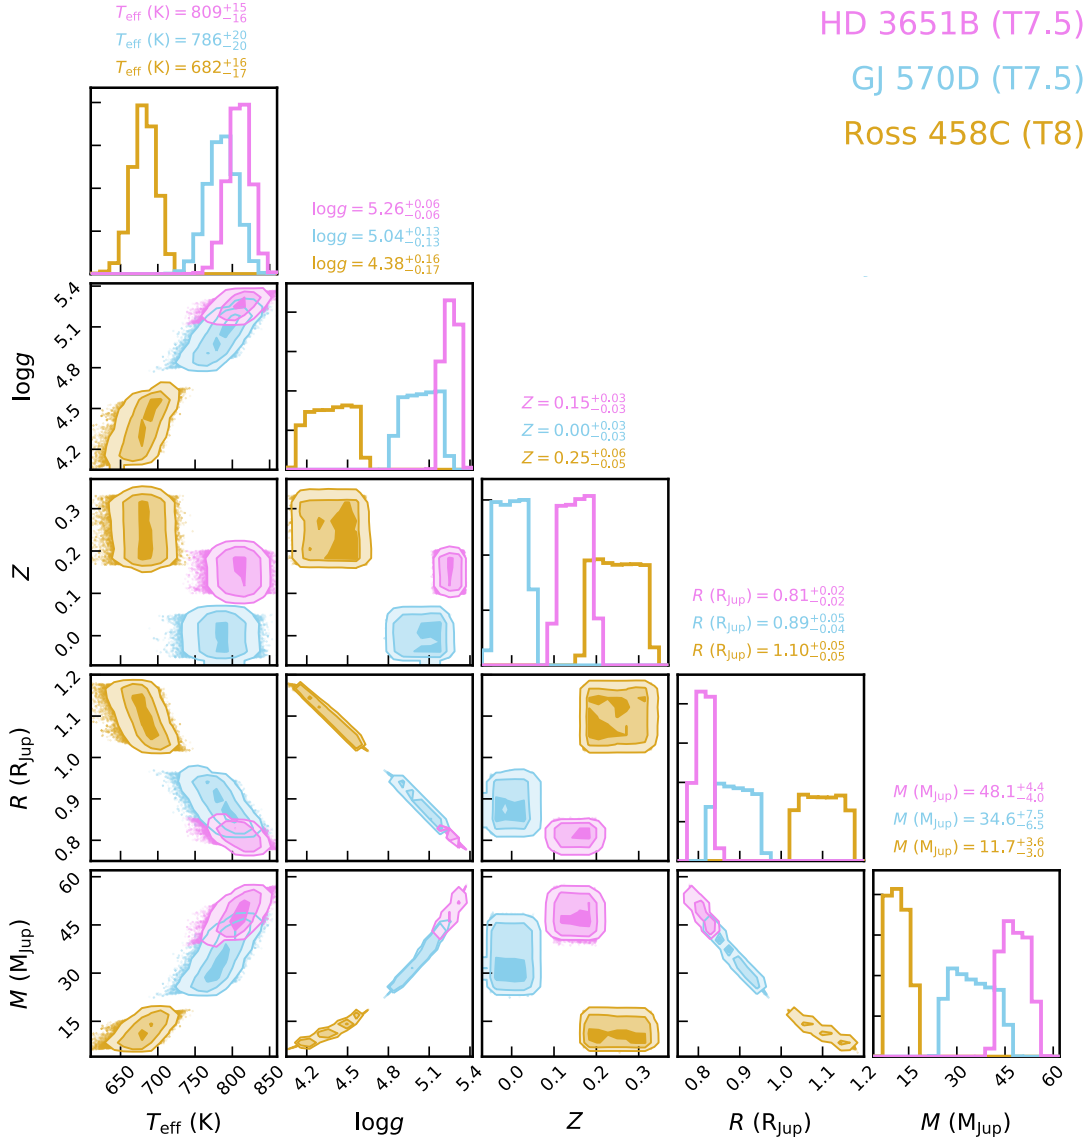 HD 3651B (T7.5)
GJ 570D (T7.5)
Ross 458C (T8)
T_eff (K) = 809 +15 −16
T_eff (K) = 786 +20 −20
T_eff (K) = 682 +16 −17
log g = 5.26 +0.06 −0.06
log g = 5.04 +0.13 −0.13
log g = 4.38 +0.16 −0.17
5.4
5.1
4.8
4.5
4.2
log g
Z = 0.15 +0.03 −0.03
Z = 0.00 +0.03 −0.03
Z = 0.25 +0.06 −0.05
0.3
0.2
0.1
0.0
Z
R (R_Jup) = 0.81 +0.02 −0.02
R (R_Jup) = 0.89 +0.05 −0.04
R (R_Jup) = 1.10 +0.05 −0.05
1.2
1.1
1.0
0.9
0.8
R (R_Jup)
M (M_Jup) = 48.1 +4.4 −4.0
M (M_Jup) = 34.6 +7.5 −6.5
M (M_Jup) = 11.7 +3.6 −3.0
60
45
30
15
M (M_Jup)
650 700 750 800 850 4.2 4.5 4.8 5.1 5.4 0.0 0.1 0.2 0.3 0.8 0.9 1.0 1.1 1.2 15 30 45 60
T_eff (K) log g Z R (R_Jup) M (M_Jup)